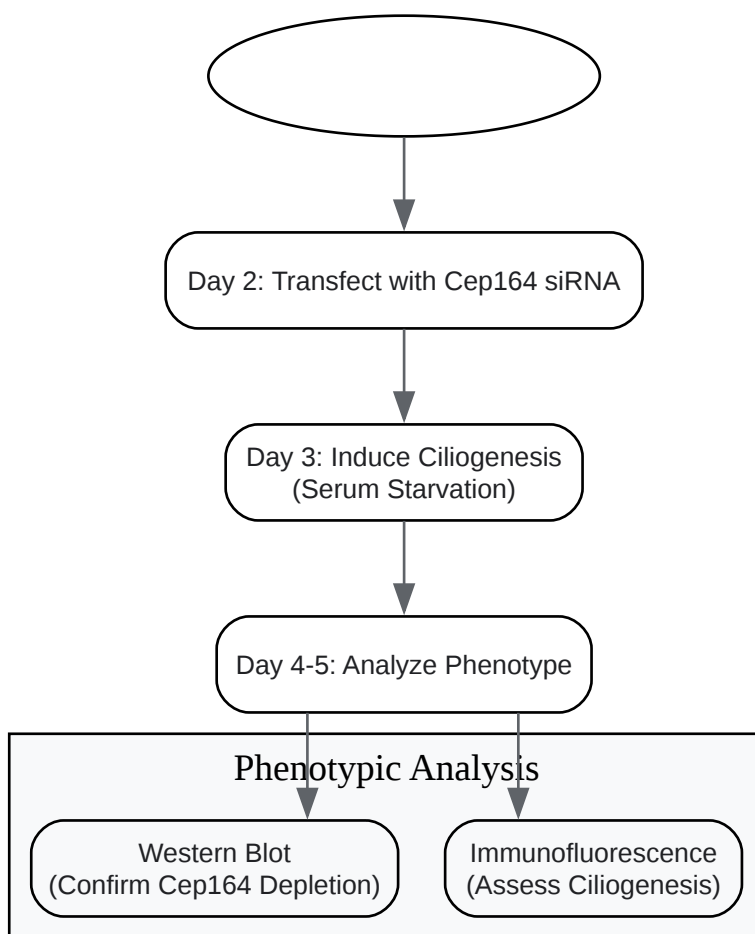 Day 2: Transfect with Cep164 siRNA
Day 3: Induce Ciliogenesis
(Serum Starvation)
Day 4-5: Analyze Phenotype
Phenotypic Analysis
Western Blot
(Confirm Cep164 Depletion)
Immunofluorescence
(Assess Ciliogenesis)